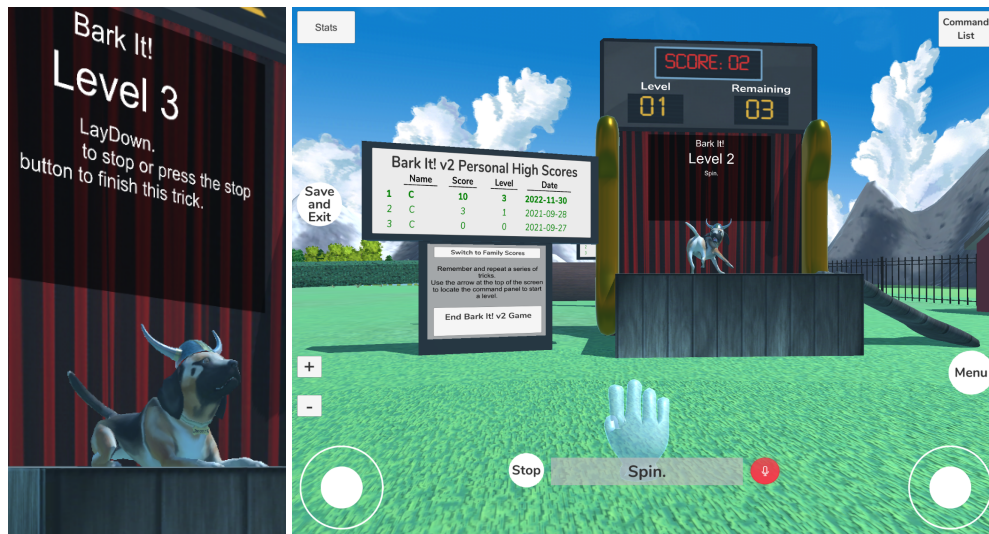 Bark It!
Level 3
LayDown.
to stop or press the stop
button to finish this trick.
Stats
Command
List
SCORE: 02
Level
Remaining
01
03
Bark It!
Level 2
Spin.
Bark It! v2 Personal High Scores
Name Score Level Date
1 C 10 3 2022-11-30
2 C 3 1 2021-09-28
3 C 0 0 2021-09-27
Save
and
Exit
Switch to Family Scores
Remember and repeat a series of
tricks.
Use the arrow at the top of the screen
to locate the command panel to start
a level.
End Bark It! v2 Game
+
-
Menu
Stop
Spin.